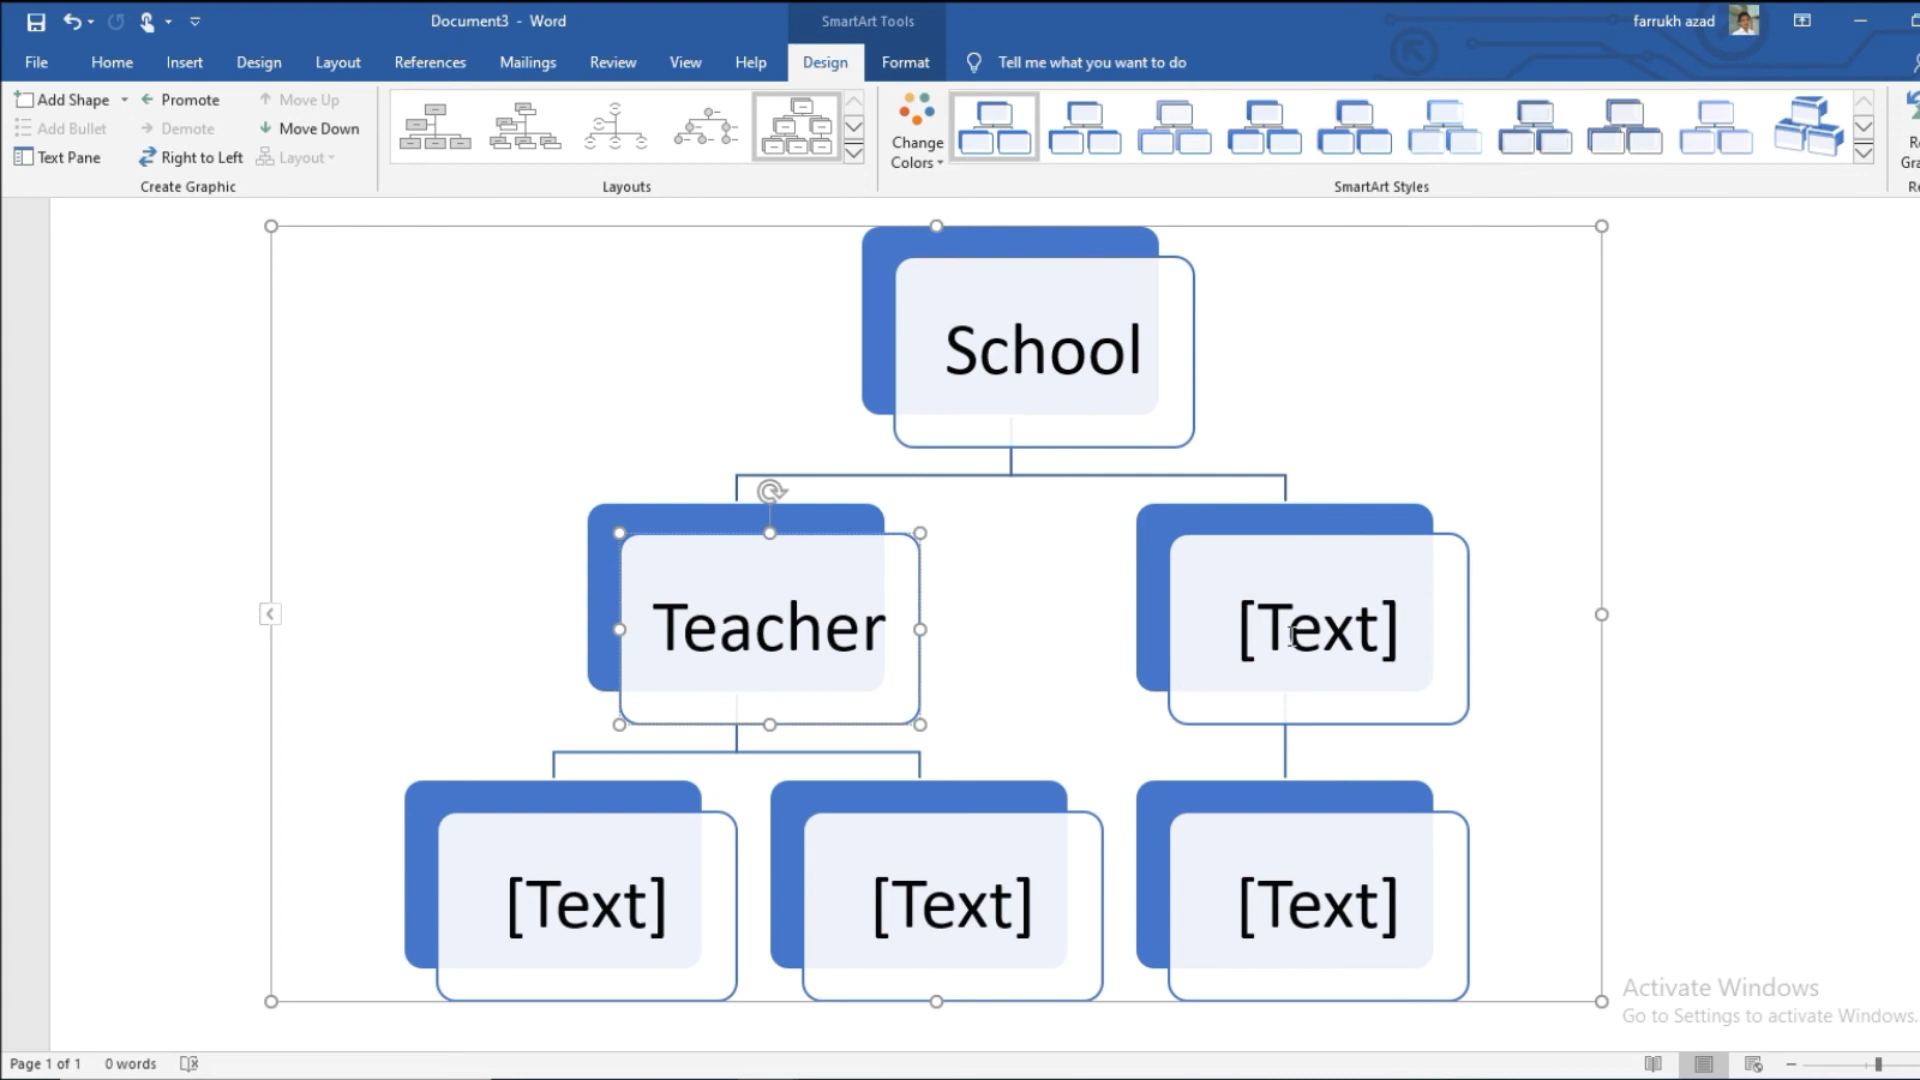 Document3 - Word
SmartArt Tools
farrukh azad
File Home Insert Design Layout References Mailings Review View Help Design Format Tell me what you want to do
Add Shape Promote Move Up
Add Bullet Demote Move Down
Text Pane Right to Left Layout
Create Graphic
Layouts
Change
Colors
SmartArt Styles
School
Teacher
[Text]
[Text]
[Text]
[Text]
Activate Windows
Go to Settings to activate Windows.
Page 1 of 1 0 words